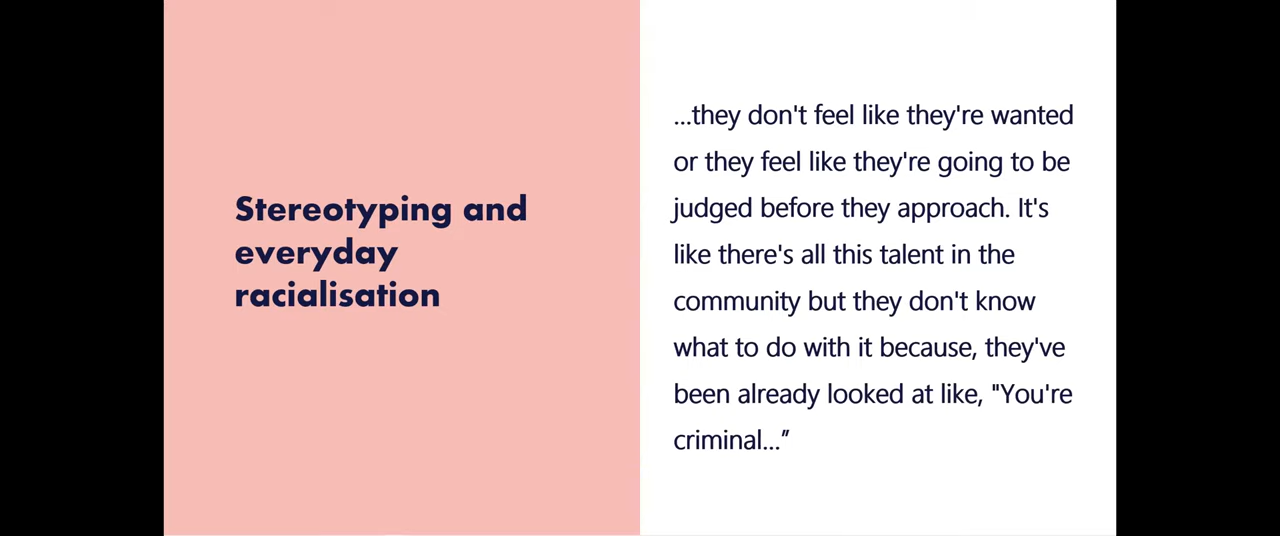 Stereotyping and
everyday
racialisation
...they don't feel like they're wanted
or they feel like they're going to be
judged before they approach. It's
like there's all this talent in the
community but they don't know
what to do with it because, they've
been already looked at like, "You're
criminal...”